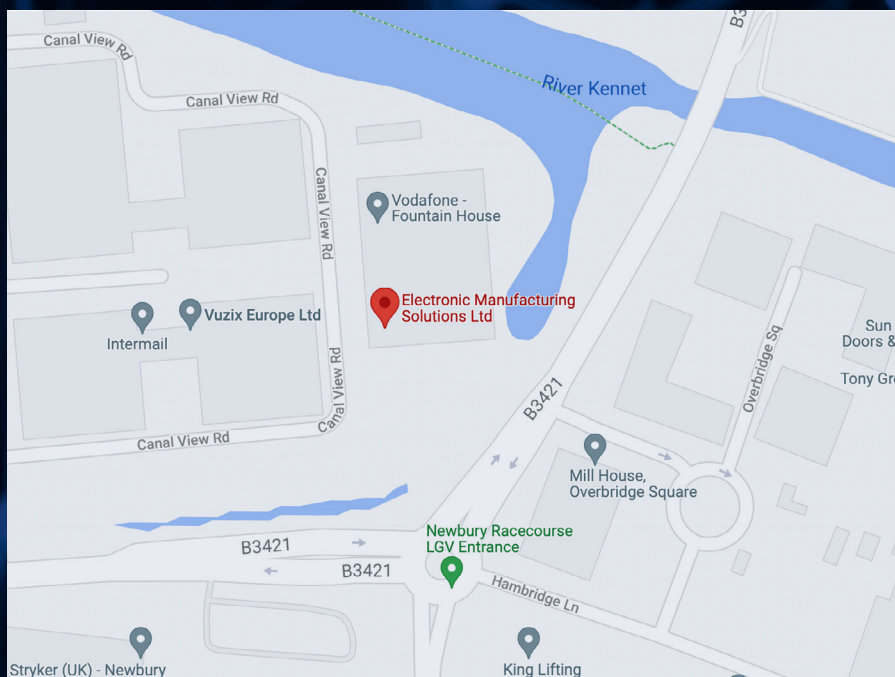 B3
Canal View Rd
River Kennet
Canal View Rd
Canal View Rd
Vodafone -
Fountain House
Electronic Manufacturing
Solutions Ltd
Vuzix Europe Ltd
Intermail
Sun
Doors &
Overbridge Sq
Canal View Rd
Tony Gre
B3421
Canal View Rd
Mill House,
Overbridge Square
Newbury Racecourse
LGV Entrance
B3421
B3421
Hambridge Ln
Stryker (UK) - Newbury
King Lifting